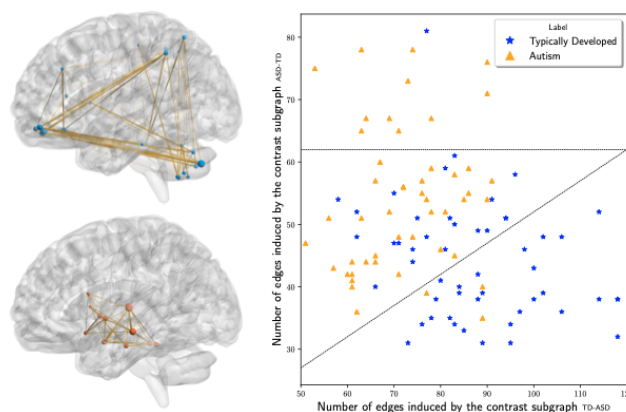 Label
Typically Developed
Autism
Number of edges induced by the contrast subgraph ASD-TD
80
70
60
50
40
30
50 60 70 80 90 100 110 120
Number of edges induced by the contrast subgraph TD-ASD